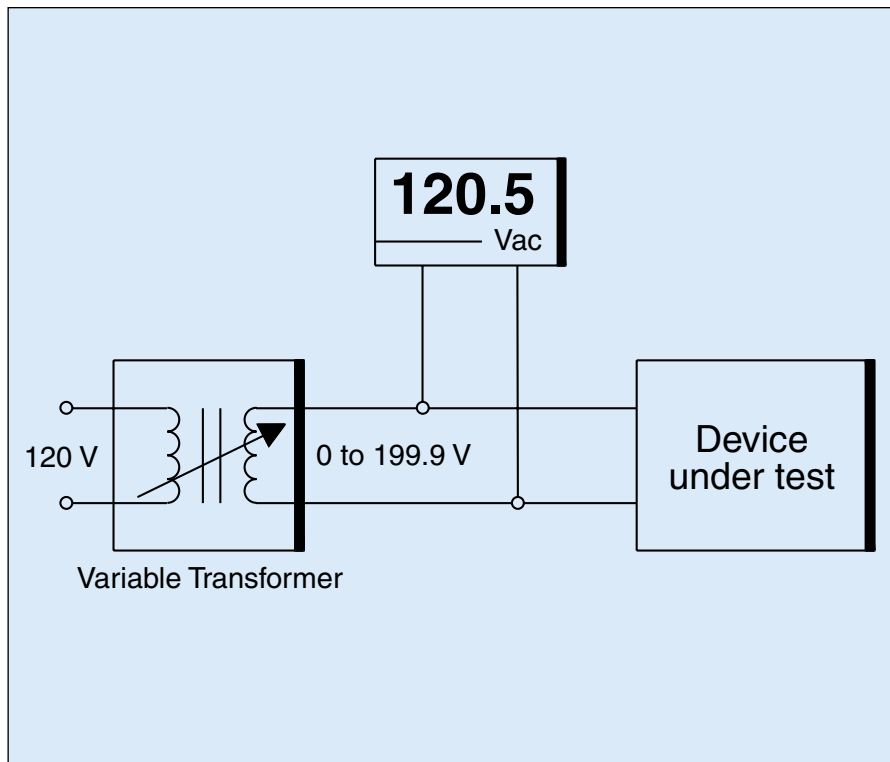 120.5
Vac
120 V
0 to 199.9 V
Device
under test
Variable Transformer